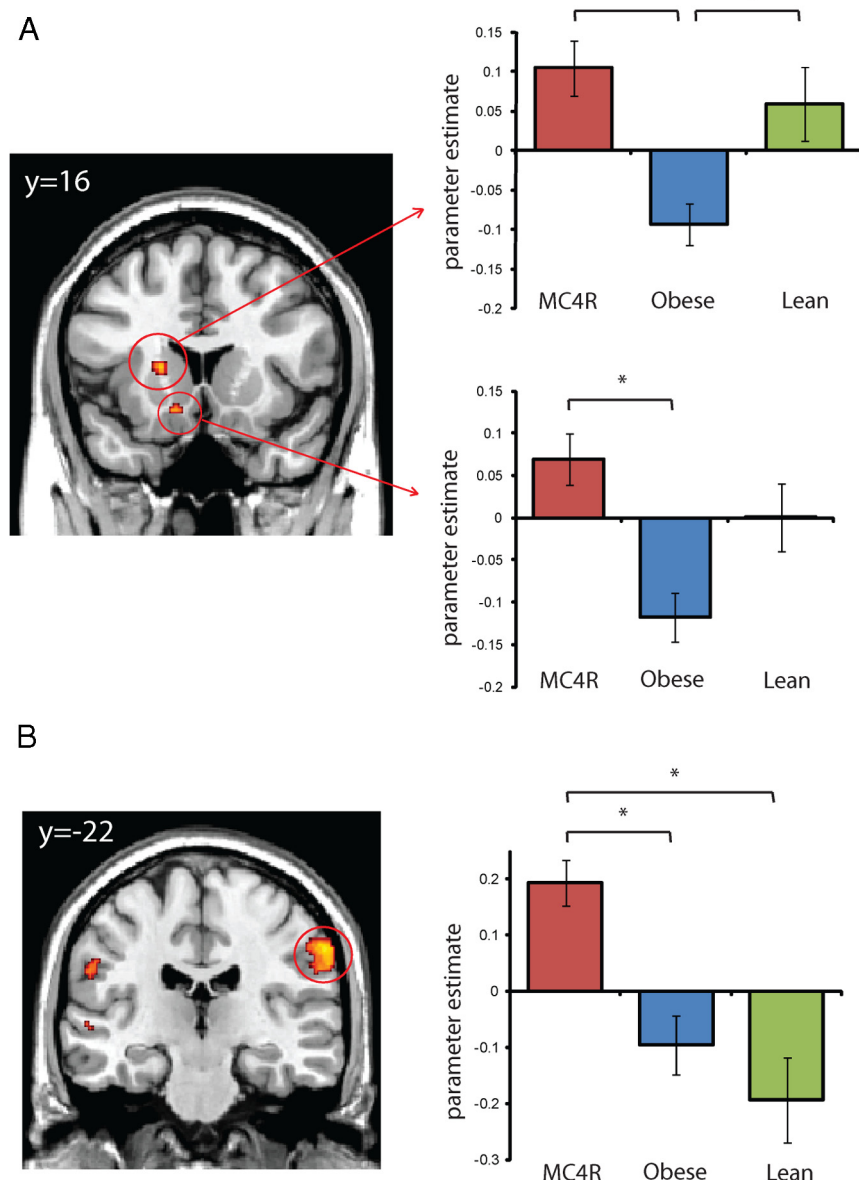 A
y=16
parameter estimate
0.15
0.1
0.05
0
-0.05
-0.1
-0.15
-0.2
MC4R Obese Lean
*
parameter estimate
0.15
0.1
0.05
0
-0.05
-0.1
-0.15
-0.2
MC4R Obese Lean
B
y=-22
*
*
parameter estimate
0.2
0.1
0
-0.1
-0.2
-0.3
MC4R Obese Lean